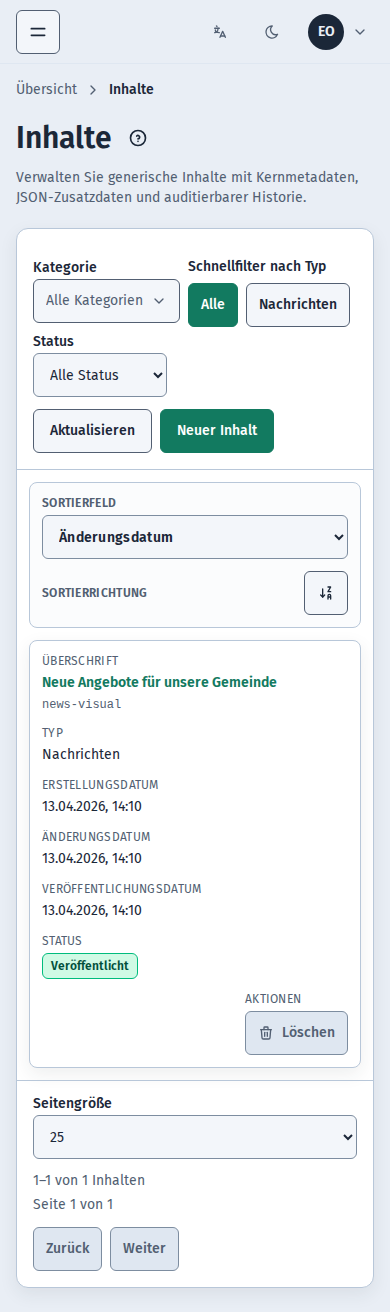 EO
Übersicht > Inhalte
Inhalte
Verwalten Sie generische Inhalte mit Kernmetadaten,
JSON-Zusatzdaten und auditierbarer Historie.
Kategorie
Alle Kategorien
Schnellfilter nach Typ
Alle Nachrichten
Status
Alle Status
Aktualisieren Neuer Inhalt
SORTIERFELD
Änderungsdatum
SORTIERRICHTUNG
ÜBERSCHRIFT
Neue Angebote für unsere Gemeinde
news-visual
TYP
Nachrichten
ERSTELLUNGSDATUM
13.04.2026, 14:10
ÄNDERUNGSDATUM
13.04.2026, 14:10
VERÖFFENTLICHUNGSDATUM
13.04.2026, 14:10
STATUS
Veröffentlicht
AKTIONEN
Löschen
Seitengröße
25
1–1 von 1 Inhalten
Seite 1 von 1
Zurück Weiter